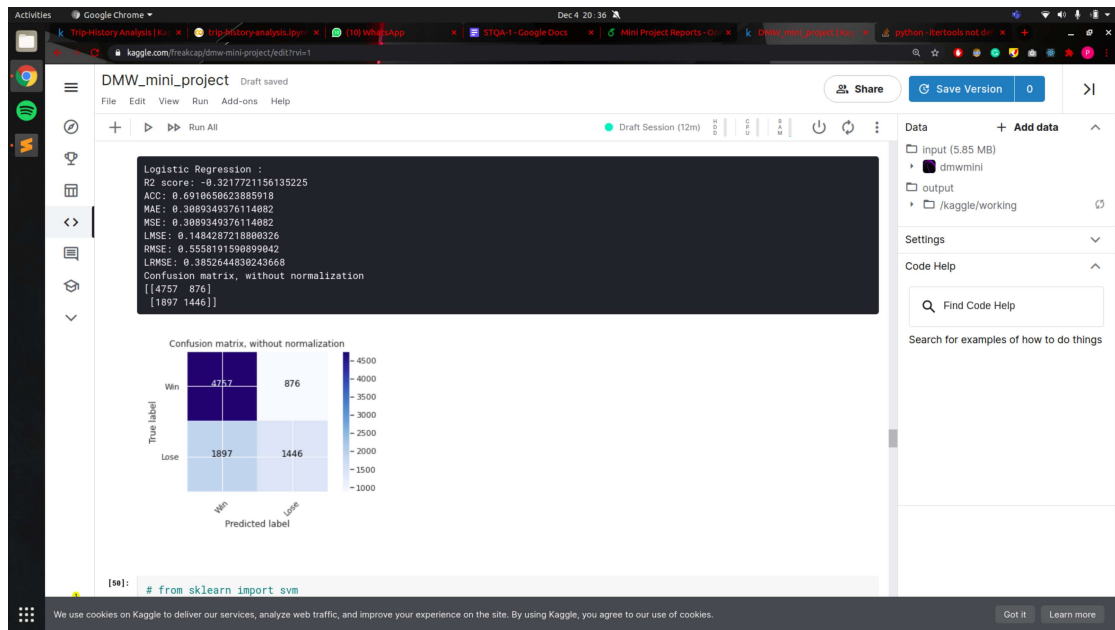 Activities
Google Chrome
Dec 4 20:36
Trip-History Analysis | Ka
trip-history-analysis.ipyn
(10) WhatsApp
STQA-1 - Google Docs
Mini Project Reports - On
DMW_mini_project | Ka
python - itertools not de
kaggle.com/freakcap/dmw-mini-project/edit?rvi=1
DMW_mini_project Draft saved
File Edit View Run Add-ons Help
Share
Save Version 0
Run All
Draft Session (12m)
HDD
CPU
RAM
Logistic Regression :
R2 score: -0.3217721156135225
ACC: 0.6910650623885918
MAE: 0.3089349376114082
MSE: 0.3089349376114082
LMSE: 0.1484287218800326
RMSE: 0.5558191590899042
LRMSE: 0.3852644830243668
Confusion matrix, without normalization
[[4757 876]
[1897 1446]]
Confusion matrix, without normalization
True label
Win
Lose
4757 876
1897 1446
Win
Lose
Predicted label
4500
4000
3500
3000
2500
2000
1500
1000
[50]:
# from sklearn import svm
Data
+ Add data
input (5.85 MB)
dmwmini
output
/kaggle/working
Settings
Code Help
Find Code Help
Search for examples of how to do things
We use cookies on Kaggle to deliver our services, analyze web traffic, and improve your experience on the site. By using Kaggle, you agree to our use of cookies.
Got it
Learn more